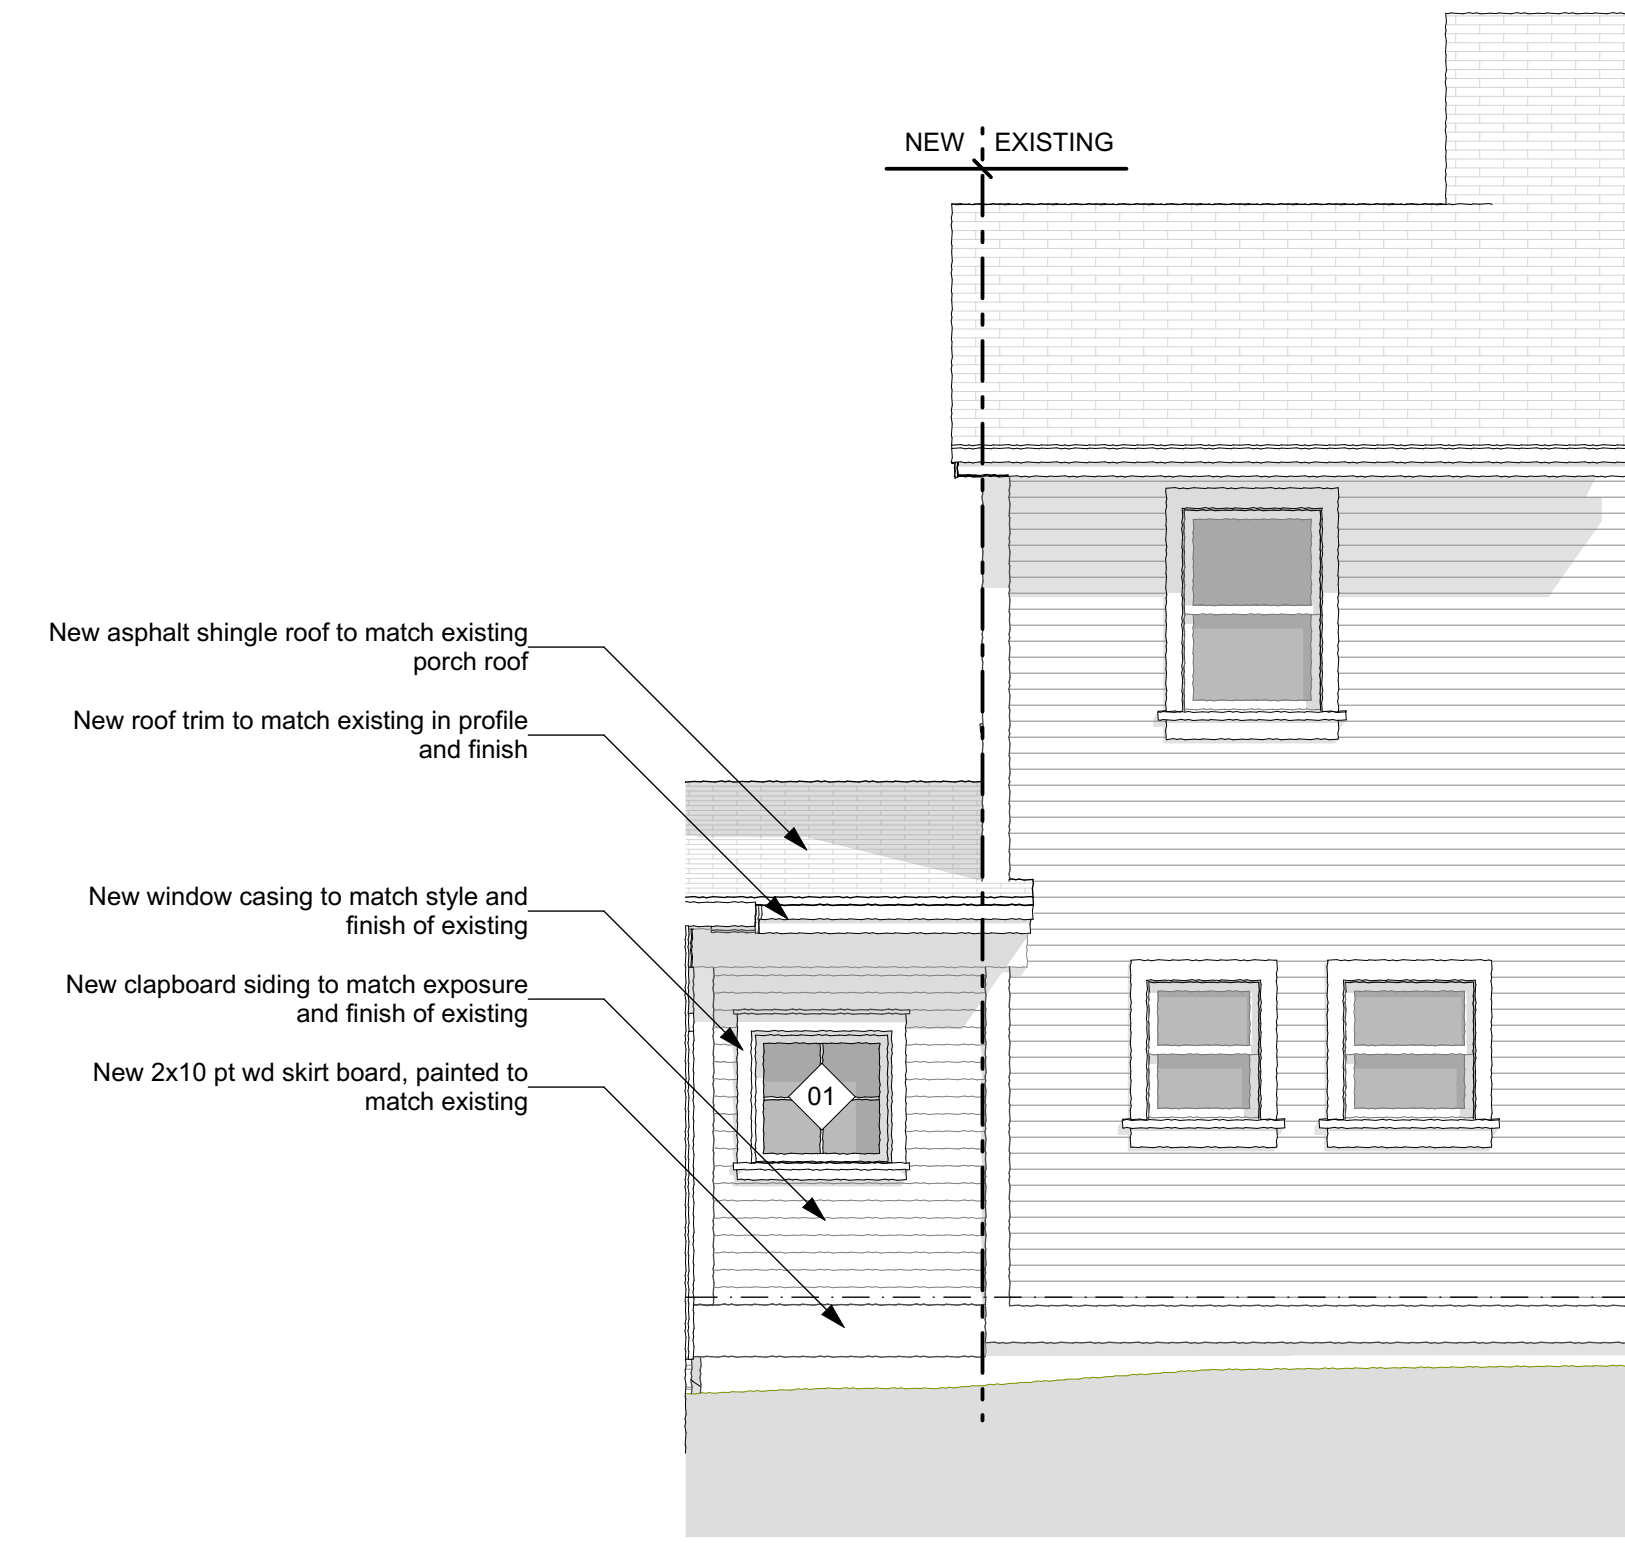 NEW EXISTING
New asphalt shingle roof to match existing
porch roof
New roof trim to match existing in profile
and finish
New window casing to match style and
finish of existing
New clapboard siding to match exposure
and finish of existing
New 2x10 pt wd skirt board, painted to
match existing
01